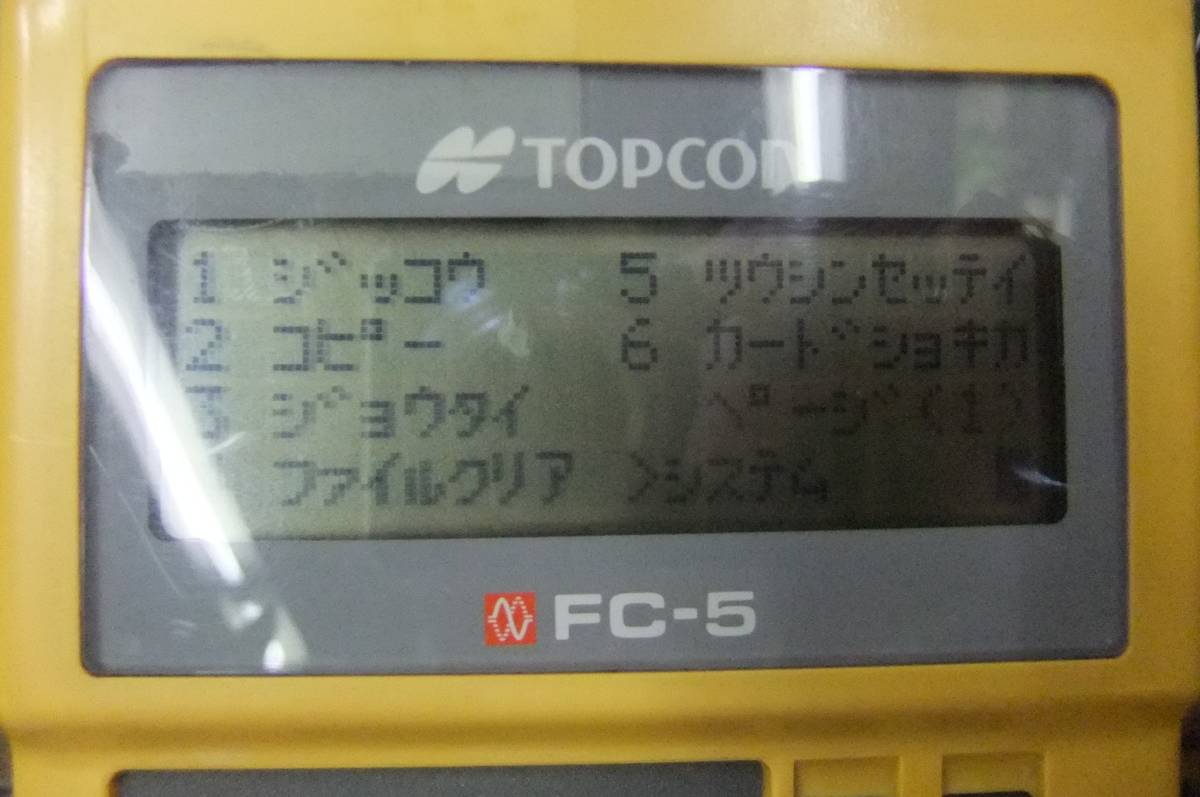 TOPCON
1 ジッコウ 5 ツウシンセッテイ
2 コピー 6 カードショキカ
3 ジョウタイ ページ(1)
ファイルクリア >システム
FC-5